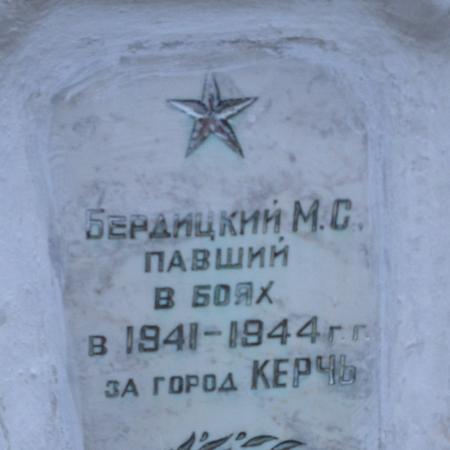 БЕРДИЦКИЙ М.С.
ПАВШИЙ
В БОЯХ
В 1941-1944 г.г.
ЗА ГОРОД КЕРЧЬ